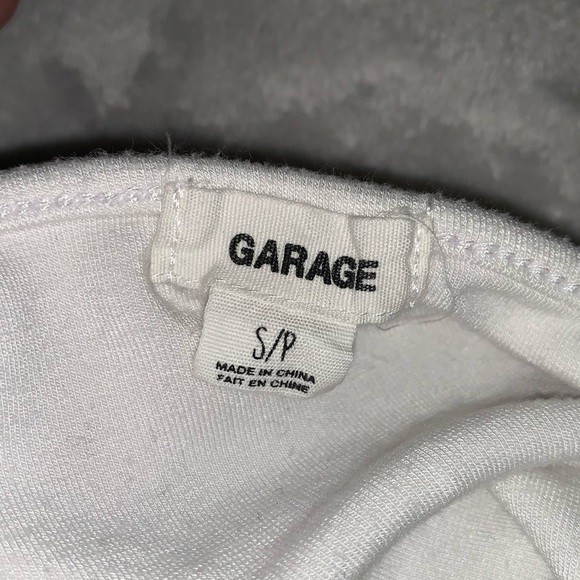 GARAGE
S/P
MADE IN CHINA
FAIT EN CHINE